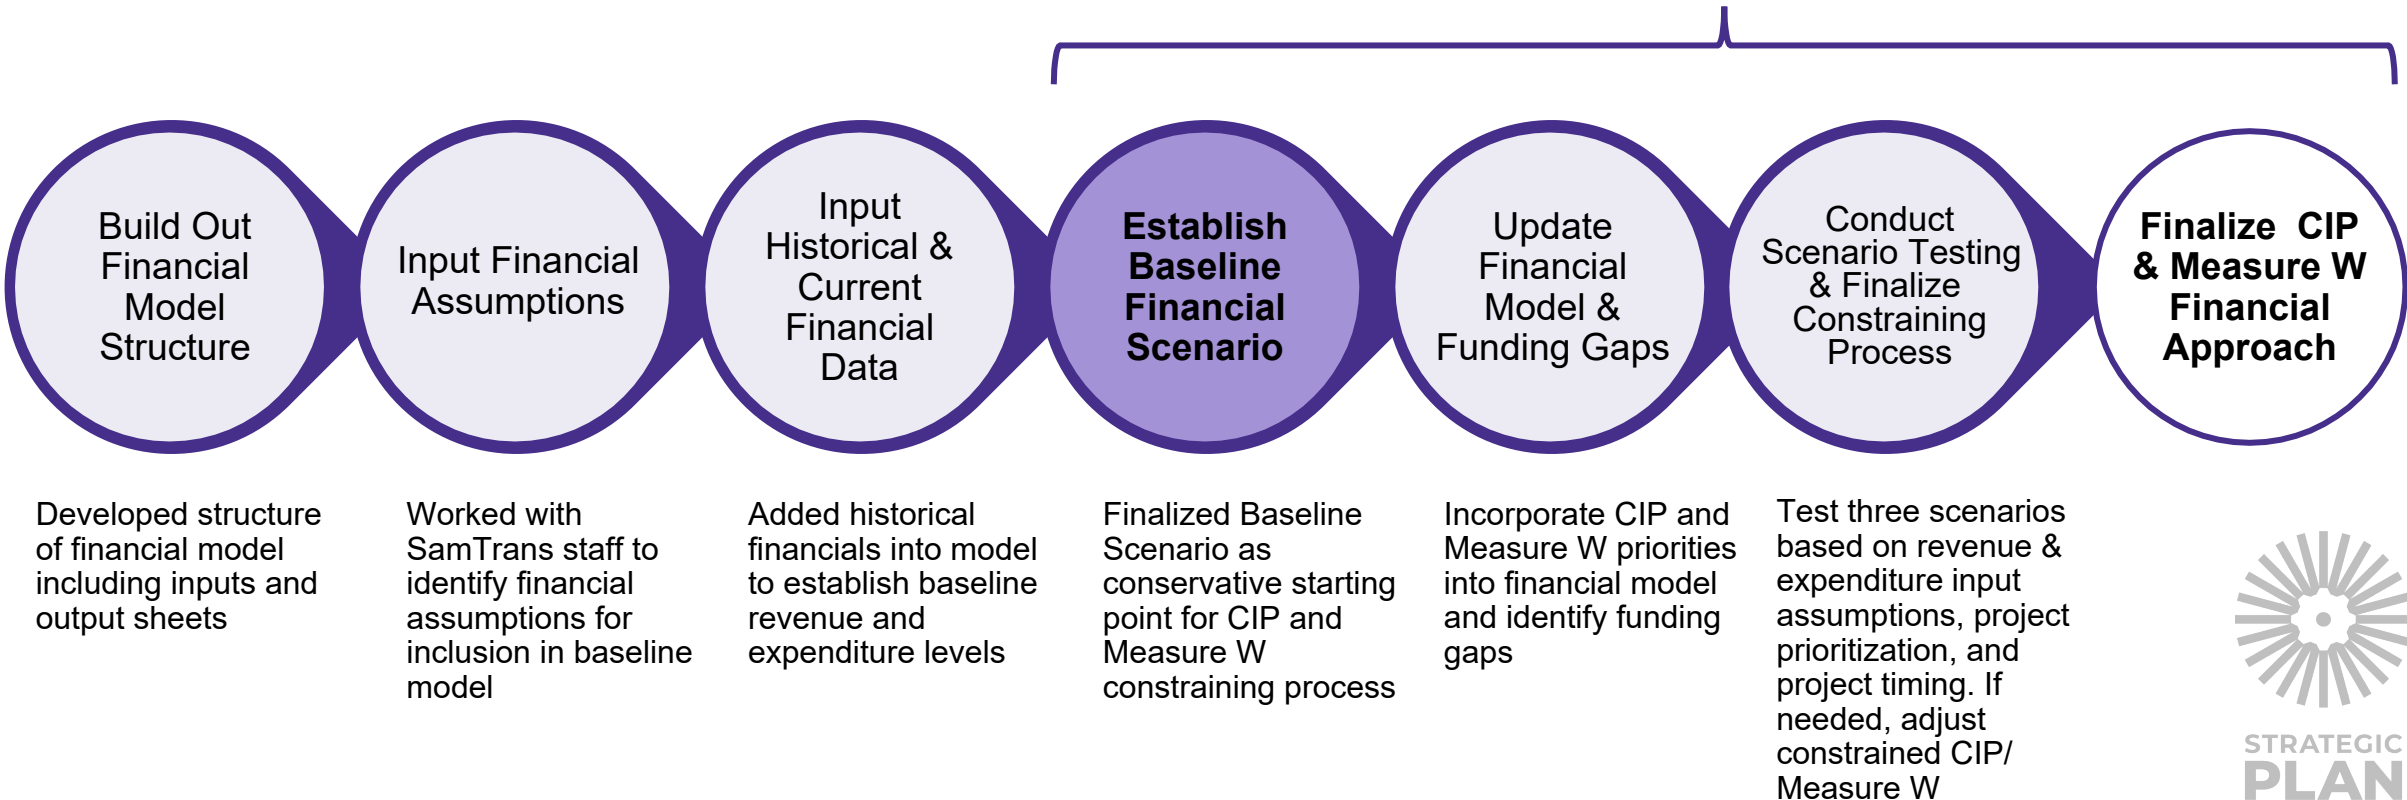 Build Out
Financial
Model
Structure
Input Financial
Assumptions
Input
Historical &
Current
Financial
Data
Establish
Baseline
Financial
Scenario
Update
Financial
Model &
Funding Gaps
Conduct
Scenario Testing
& Finalize
Constraining
Process
Finalize CIP
& Measure W
Financial
Approach
Developed structure
of financial model
including inputs and
output sheets
Worked with
SamTrans staff to
identify financial
assumptions for
inclusion in baseline
model
Added historical
financials into model
to establish baseline
revenue and
expenditure levels
Finalized Baseline
Scenario as
conservative starting
point for CIP and
Measure W
constraining process
Incorporate CIP and
Measure W priorities
into financial model
and identify funding
gaps
Test three scenarios
based on revenue &
expenditure input
assumptions, project
prioritization, and
project timing. If
needed, adjust
constrained CIP/
Measure W
STRATEGIC
PLAN